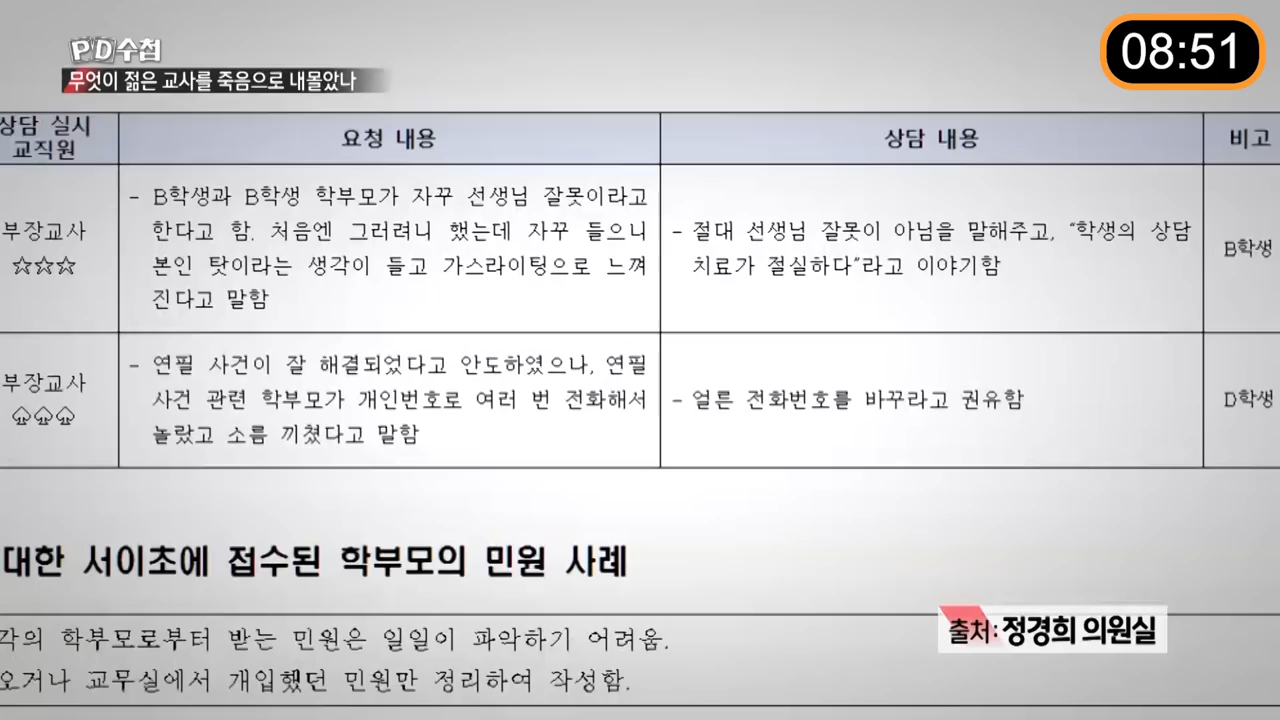 PD수첩
08:51
무엇이 젊은 교사를 죽음으로 내몰았나
상담 실시
교직원
요청 내용
상담 내용
비고
부장교사
☆☆☆
- B학생과 B학생 학부모가 자꾸 선생님 잘못이라고
한다고 함. 처음엔 그러려니 했는데 자꾸 들으니
본인 탓이라는 생각이 들고 가스라이팅으로 느껴
진다고 말함
- 절대 선생님 잘못이 아님을 말해주고, "학생의 상담
치료가 절실하다"라고 이야기함
B학생
부장교사
♤♤♤
- 연필 사건이 잘 해결되었다고 안도하였으나, 연필
사건 관련 학부모가 개인번호로 여러 번 전화해서
놀랐고 소름 끼쳤다고 말함
- 얼른 전화번호를 바꾸라고 권유함
D학생
대한 서이초에 접수된 학부모의 민원 사례
각의 학부모로부터 받는 민원은 일일이 파악하기 어려움.
오거나 교무실에서 개입했던 민원만 정리하여 작성함.
출처: 정경희 의원실